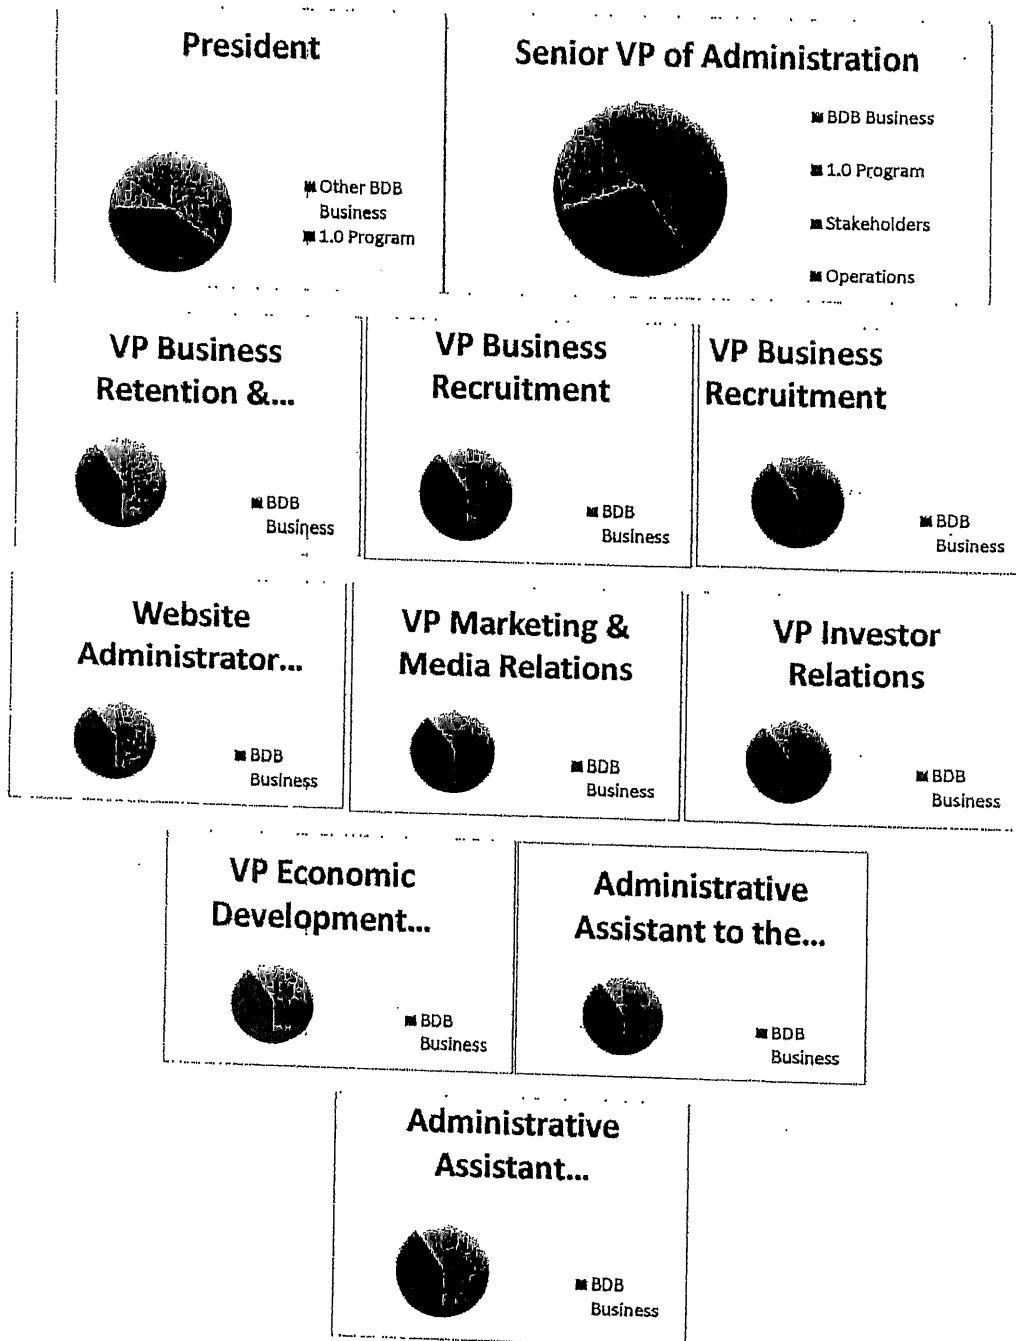 President
Other BDB
Business
1.0 Program
Senior VP of Administration
BDB Business
1.0 Program
Stakeholders
Operations
VP Business
Retention &...
BDB
Business
VP Business
Recruitment
BDB
Business
VP Business
Recruitment
BDB
Business
Website
Administrator...
BDB
Business
VP Marketing &
Media Relations
BDB
Business
VP Investor
Relations
BDB
Business
VP Economic
Development...
BDB
Business
Administrative
Assistant to the...
BDB
Business
Administrative
Assistant...
BDB
Business